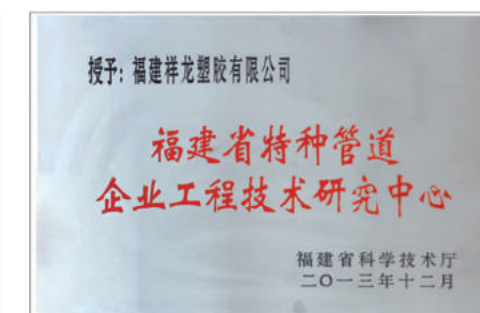 授予：福建祥龙塑胶有限公司
福建省特种管道
企业工程技术研究中心
福建省科学技术厅
二〇一三年十二月